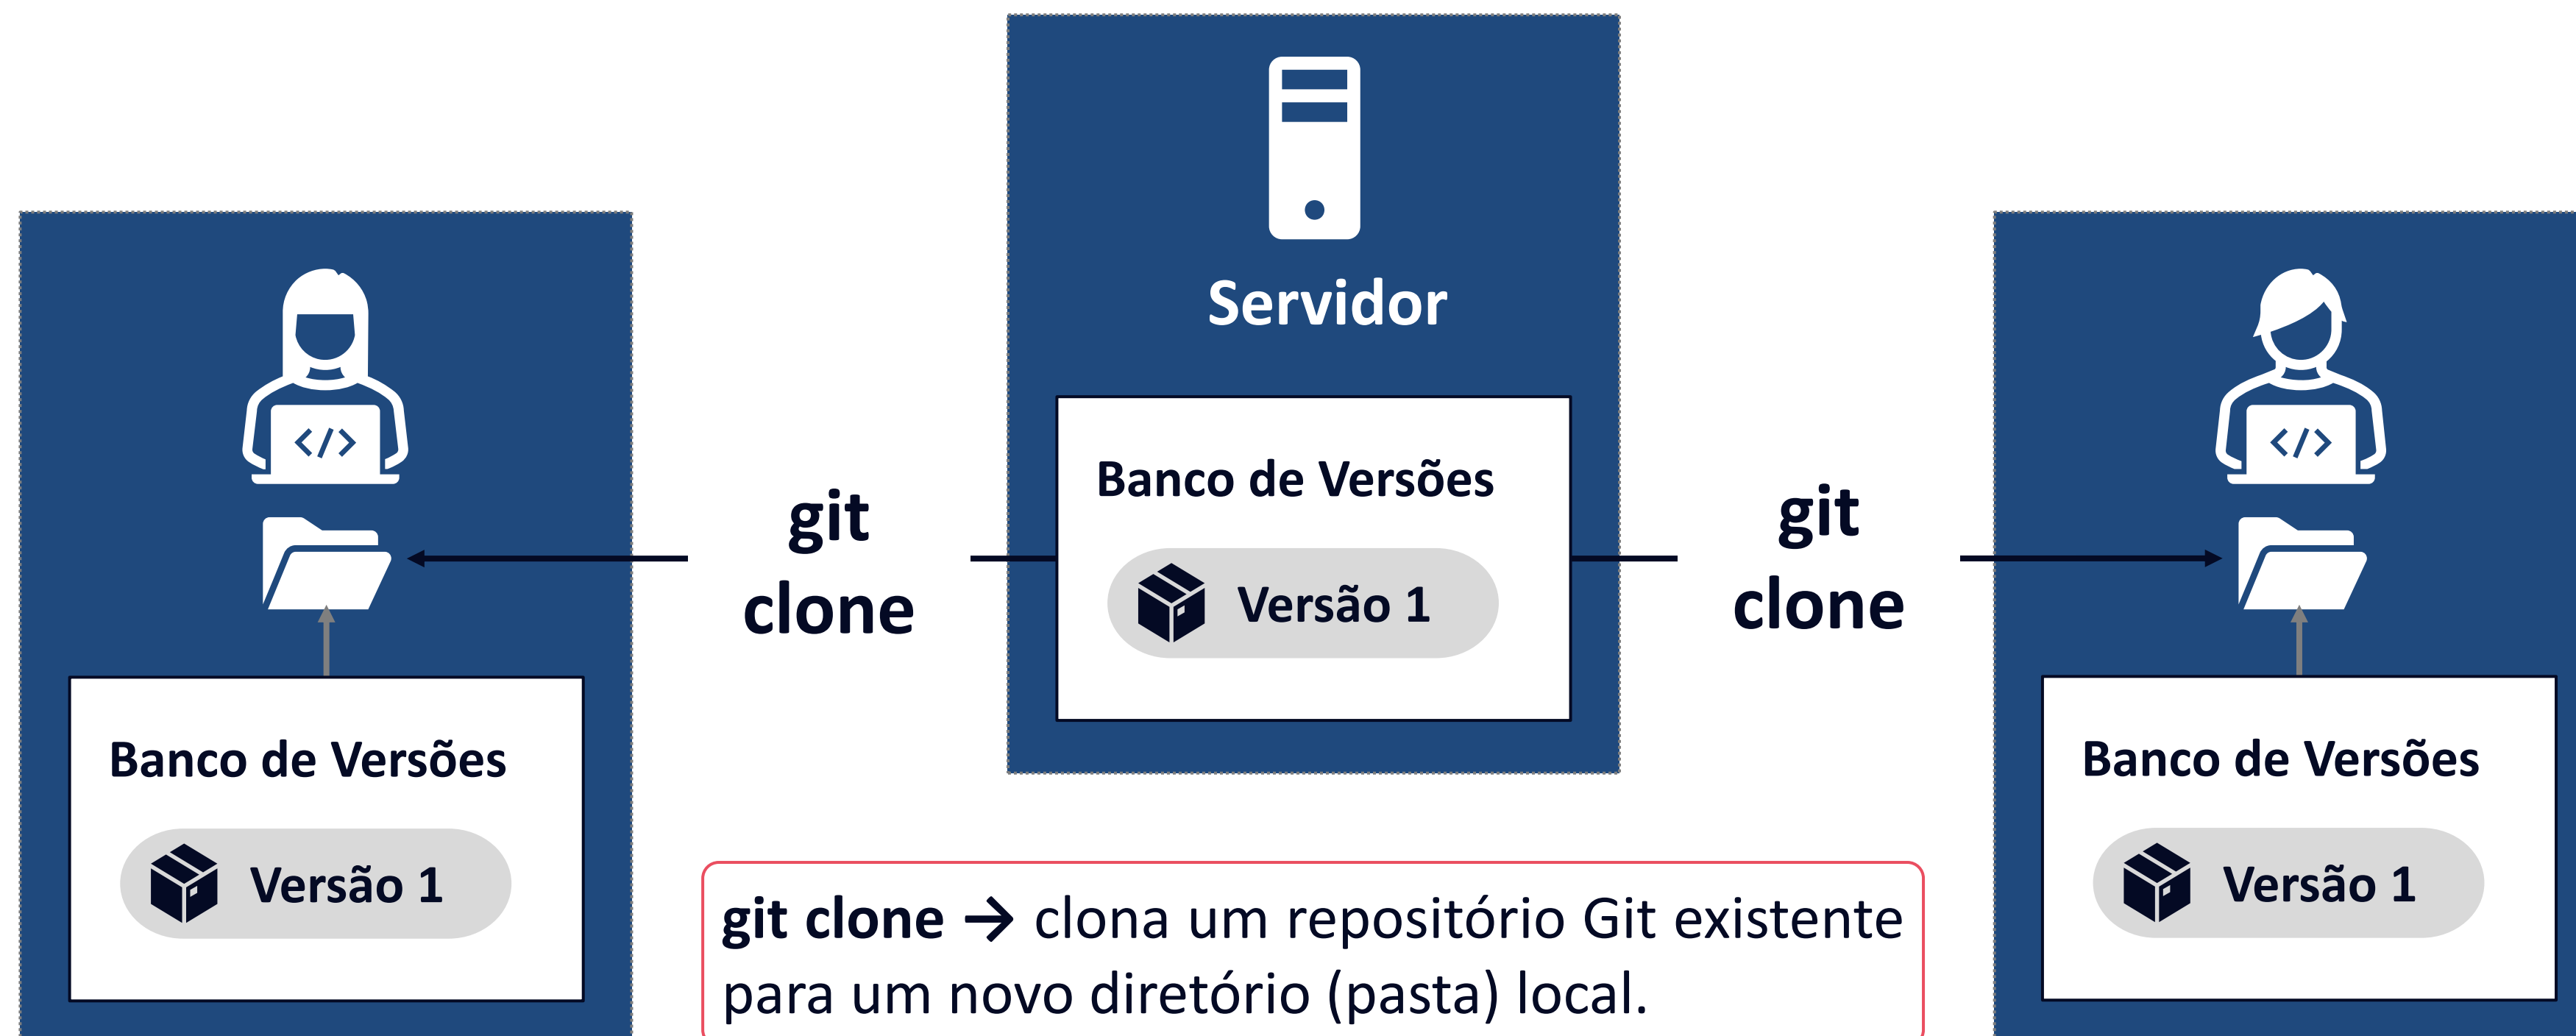 Servidor
Banco de Versões
Versão 1
git
clone
git
clone
</>
</>
Banco de Versões
Versão 1
Banco de Versões
Versão 1
git clone → clona um repositório Git existente
para um novo diretório (pasta) local.